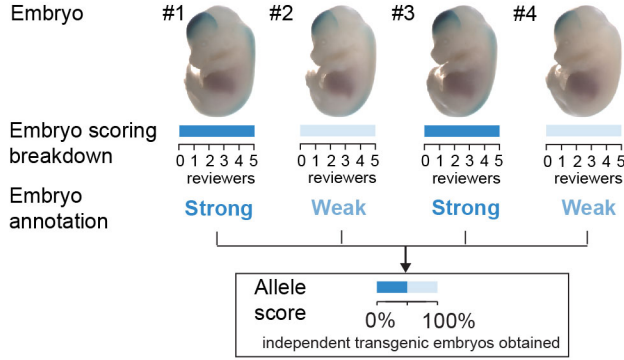 Embryo #1 #2 #3 #4
Embryo scoring
breakdown
0 1 2 3 4 5 0 1 2 3 4 5 0 1 2 3 4 5 0 1 2 3 4 5
reviewers reviewers reviewers reviewers
Embryo
annotation
Strong Weak Strong Weak
Allele
score
0% 100%
independent transgenic embryos obtained